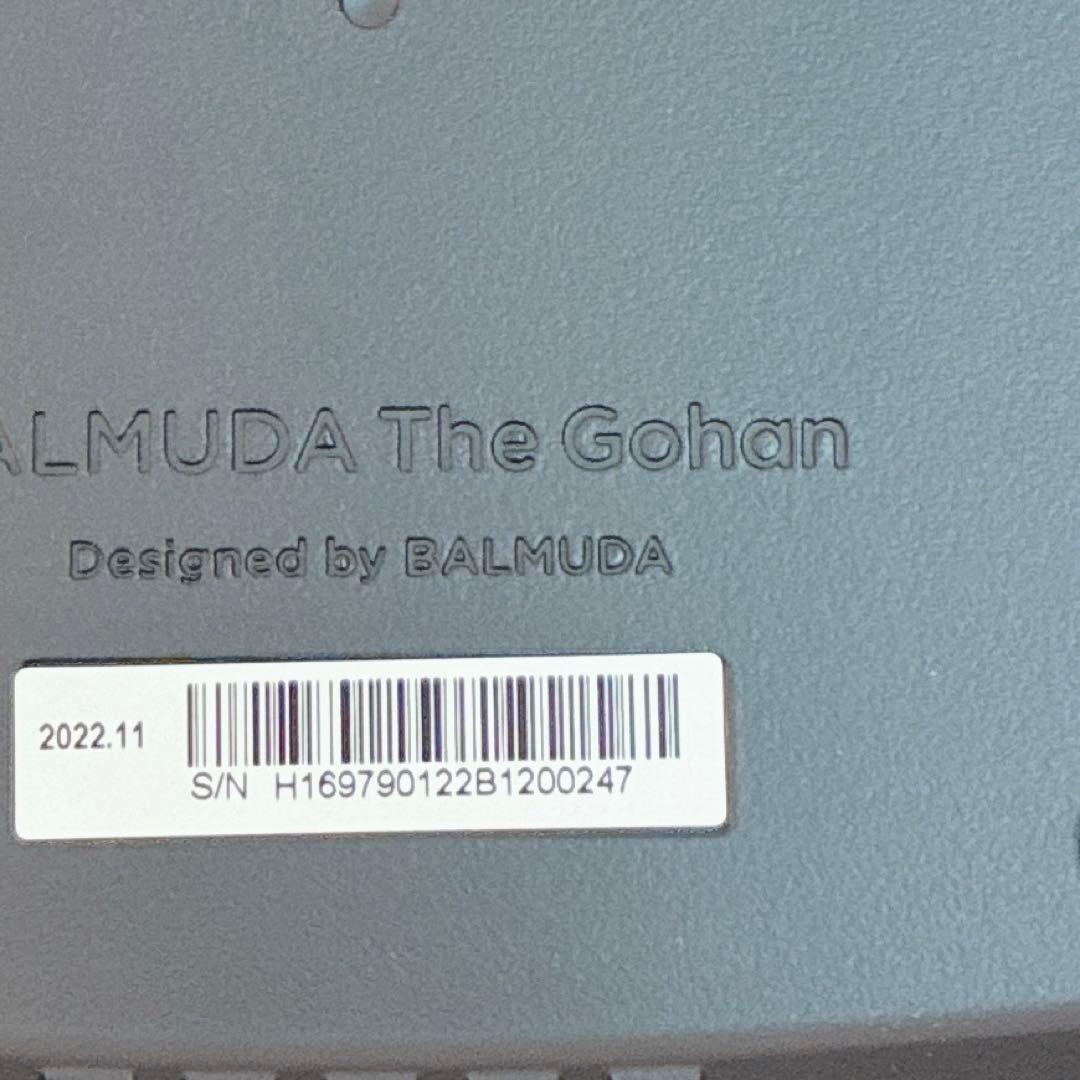 ALMUDA The Gohan
Designed by BALMUDA
2022.11
S/N H169790122B1200247